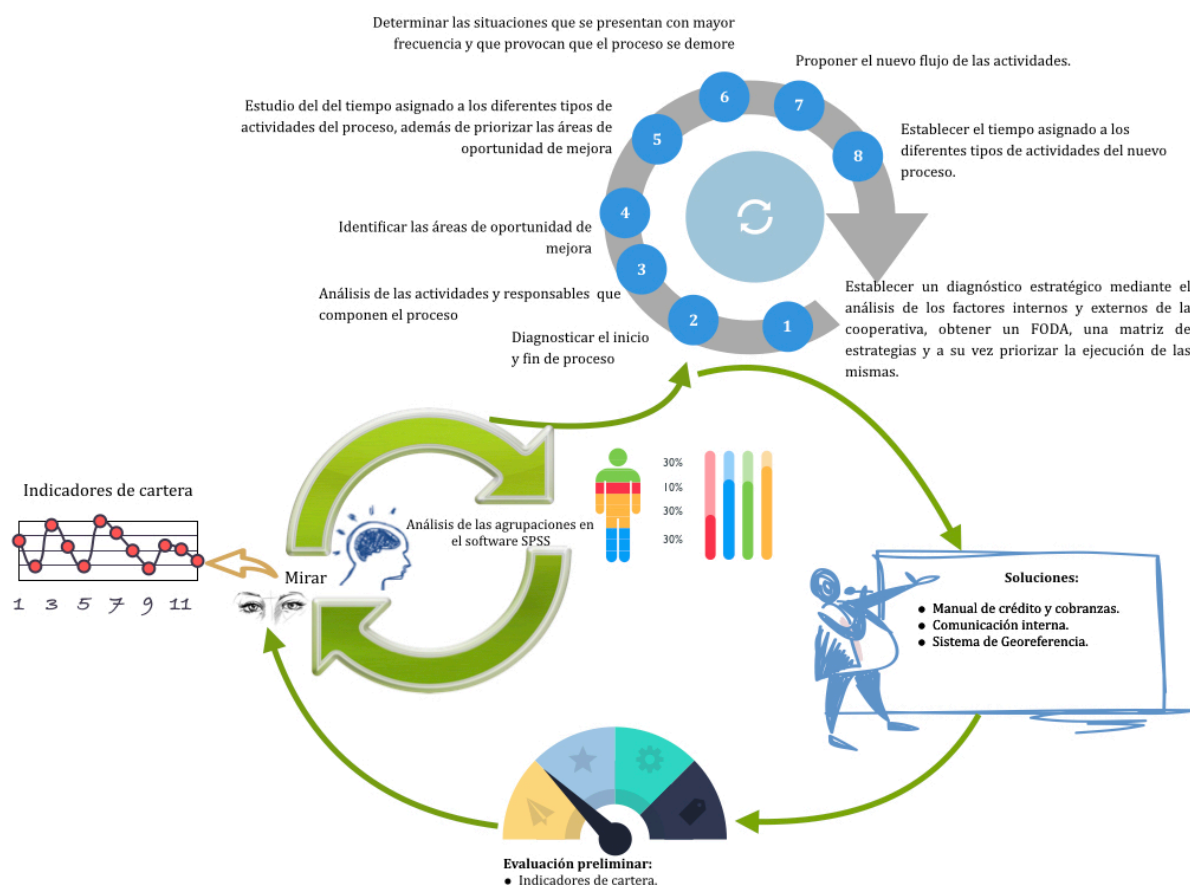 Determinar las situaciones que se presentan con mayor
frecuencia y que provocan que el proceso se demore
Proponer el nuevo flujo de las actividades.
6
7
Estudio del del tiempo asignado a los diferentes tipos de
actividades del proceso, además de priorizar las áreas de
oportunidad de mejora
5
8
Establecer el tiempo asignado a los
diferentes tipos de actividades del nuevo
proceso.
4
Identificar las áreas de oportunidad de
mejora
3
Análisis de las actividades y responsables que
componen el proceso
2
1
Diagnosticar el inicio
y fin de proceso
Establecer un diagnóstico estratégico mediante el
análisis de los factores internos y externos de la
cooperativa, obtener un FODA, una matriz de
estrategias y a su vez priorizar la ejecución de las
mismas.
Indicadores de cartera
1 3 5 7 9 11
Mirar
Análisis de las agrupaciones en
el software SPSS
30%
10%
30%
30%
Soluciones:
● Manual de crédito y cobranzas.
● Comunicación interna.
● Sistema de Georeferencia.
Evaluación preliminar:
● Indicadores de cartera.